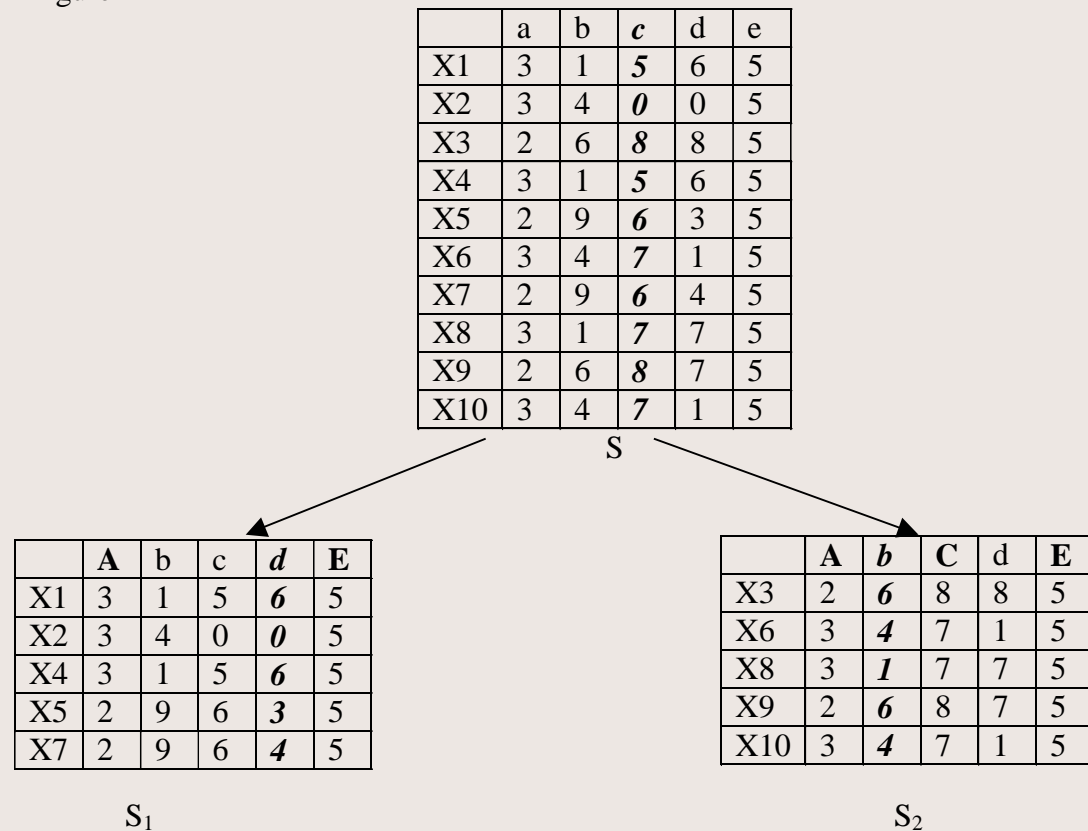 a b c d e
X1 3 1 5 6 5
X2 3 4 0 0 5
X3 2 6 8 8 5
X4 3 1 5 6 5
X5 2 9 6 3 5
X6 3 4 7 1 5
X7 2 9 6 4 5
X8 3 1 7 7 5
X9 2 6 8 7 5
X10 3 4 7 1 5
S
A b c d E
X1 3 1 5 6 5
X2 3 4 0 0 5
X4 3 1 5 6 5
X5 2 9 6 3 5
X7 2 9 6 4 5
S1
A b C d E
X3 2 6 8 8 5
X6 3 4 7 1 5
X8 3 1 7 7 5
X9 2 6 8 7 5
X10 3 4 7 1 5
S2